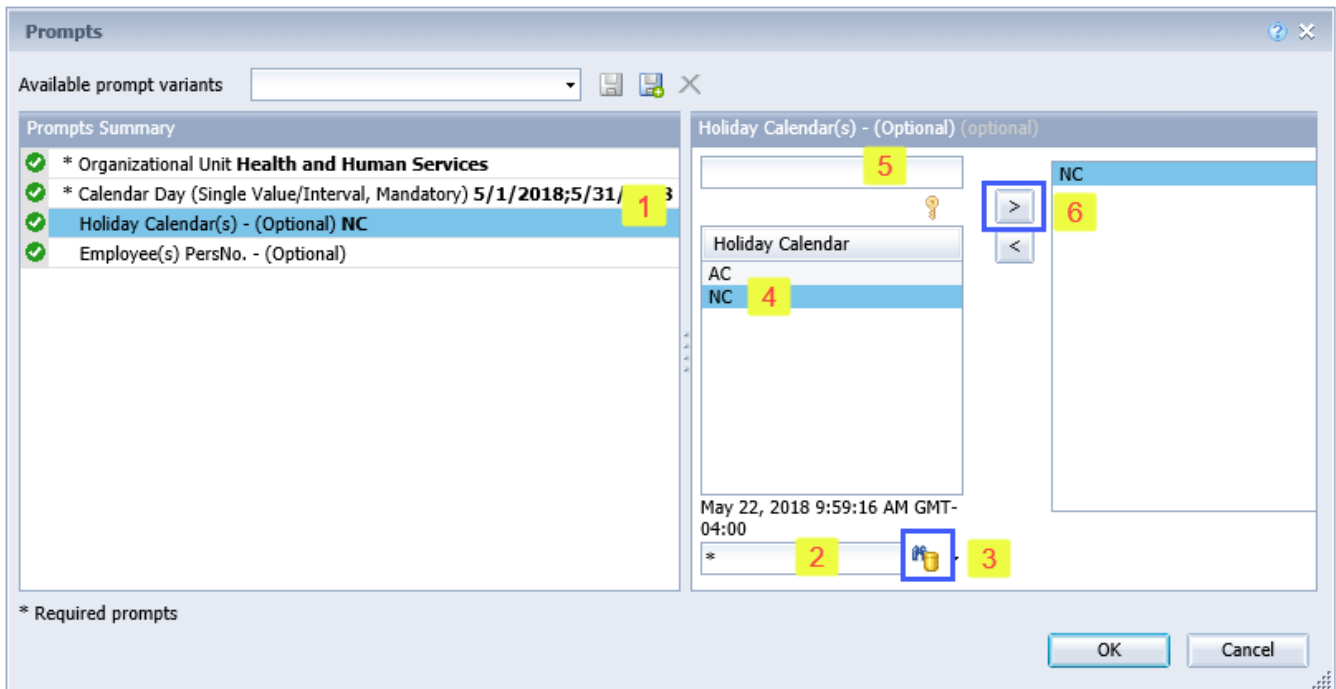 Prompts
Available prompt variants
Prompts Summary
* Organizational Unit Health and Human Services
* Calendar Day (Single Value/Interval, Mandatory) 5/1/2018;5/31/ 8
1
Holiday Calendar(s) - (Optional) NC
Employee(s) PersNo. - (Optional)
* Required prompts
Holiday Calendar(s) - (Optional) (optional)
5
NC
>
6
<
Holiday Calendar
AC
NC
4
May 22, 2018 9:59:16 AM GMT-
04:00
*
2
3
OK
Cancel